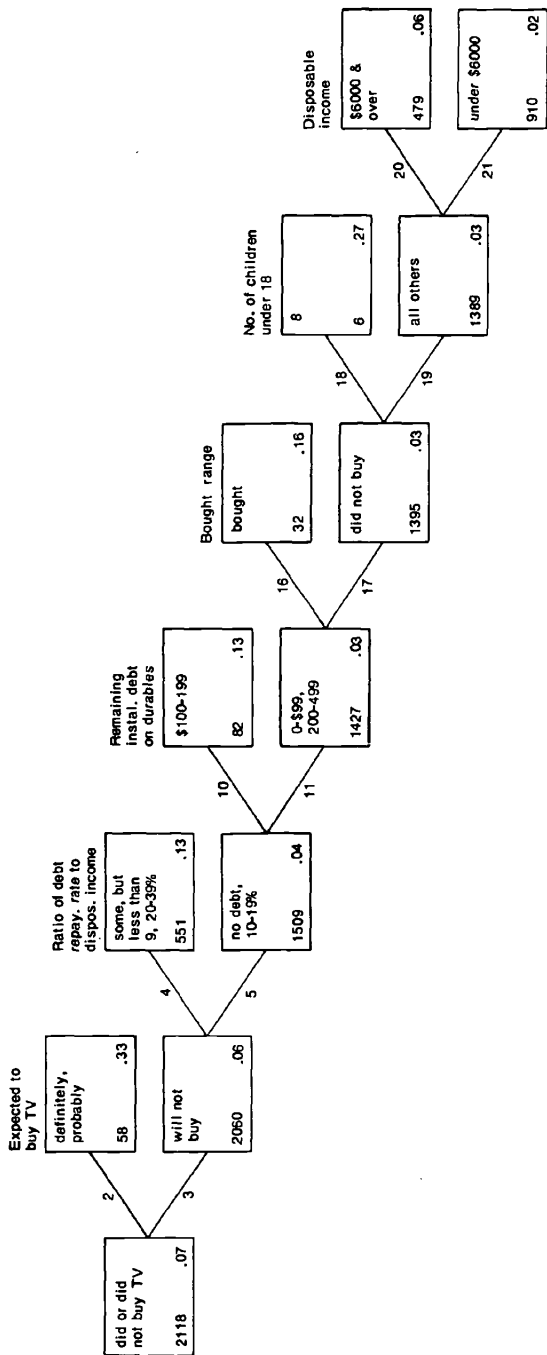 did or did
not buy TV
2118 .07
2
3
Expected to
buy TV
definitely,
probably
58 .33
will not
buy
2060 .06
4
5
Ratio of debt
repay. rate to
dispos. income
some, but
less than
9, 20-39%
551 .13
no debt,
10-19%
1509 .04
10
11
Remaining
instal. debt
on durables
$100-199
82 .13
0-$99,
200-499
1427 .03
16
17
Bought range
bought
32 .16
did not buy
1395 .03
18
19
No. of children
under 18
8
6 .27
all others
1389 .03
20
21
Disposable
income
$6000 &
over
479 .06
under $6000
910 .02